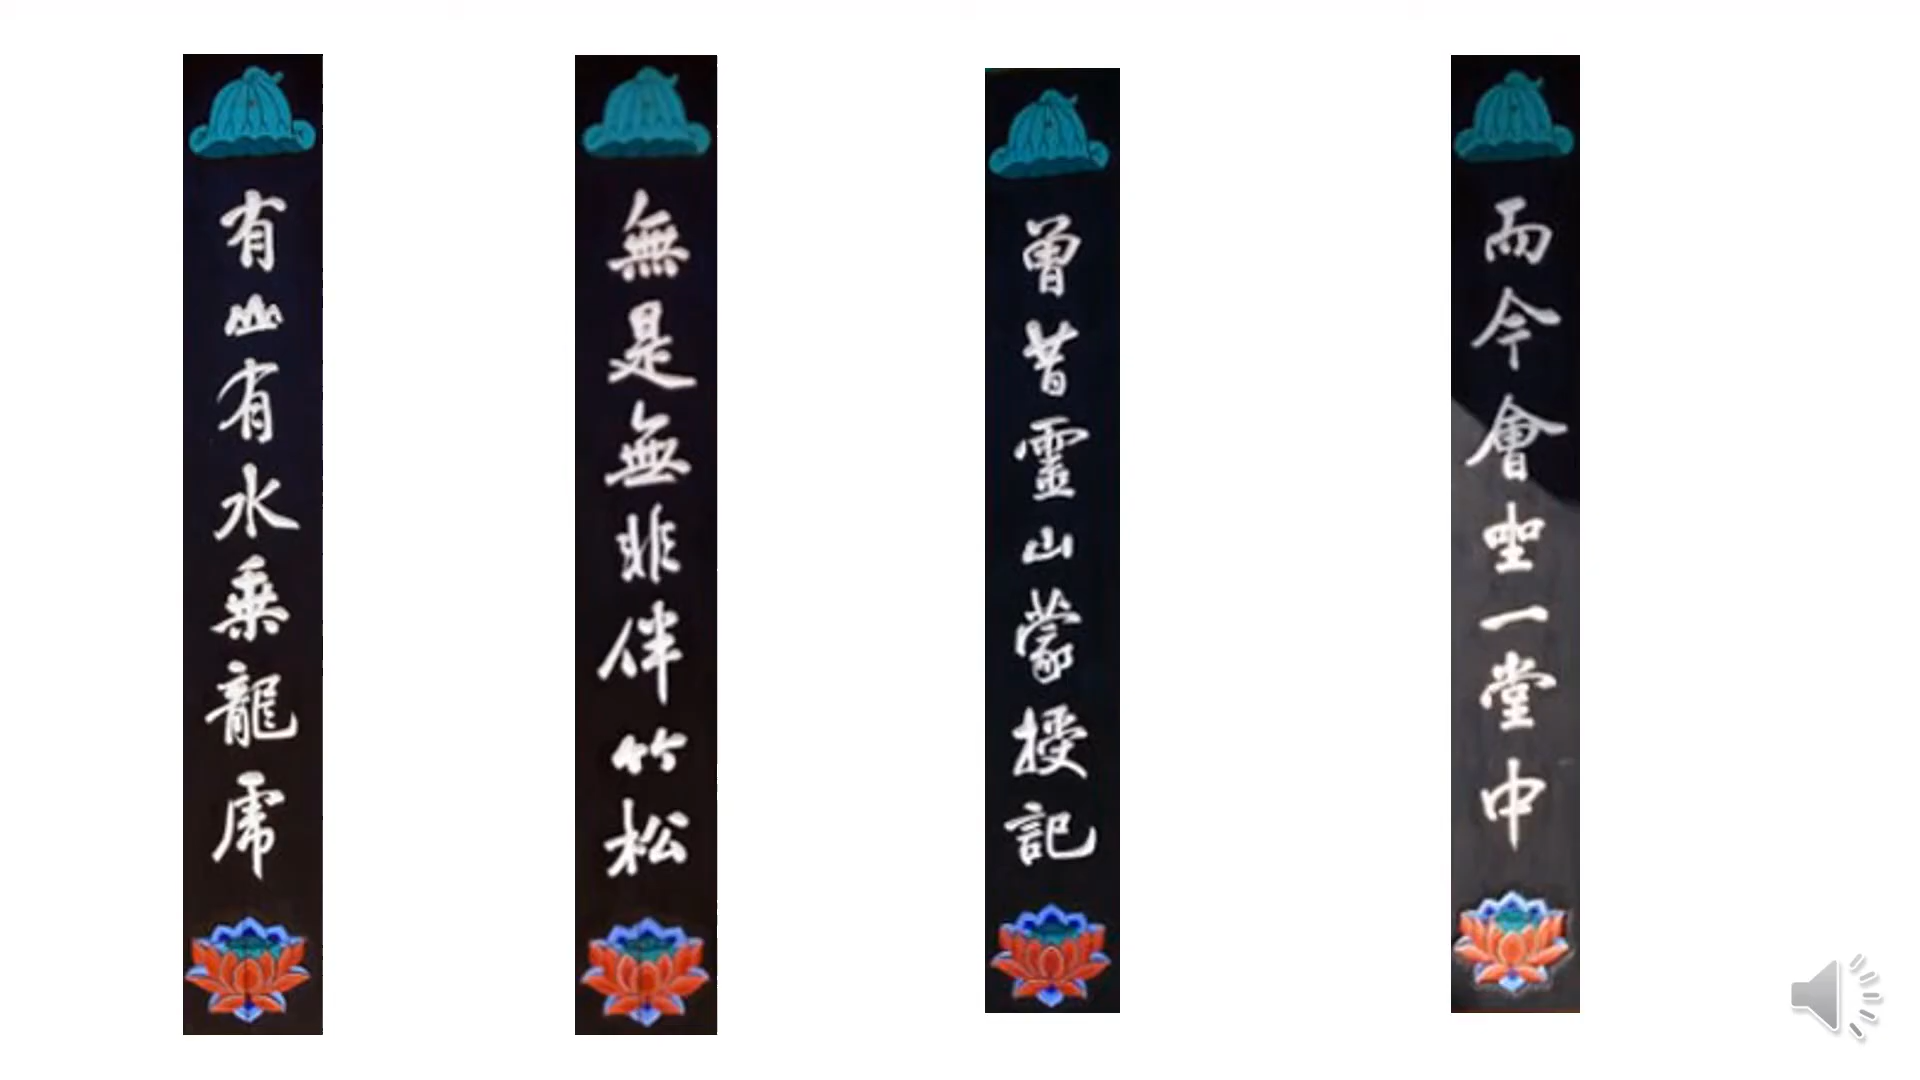 有山有水乘龍虎
無是無非伴竹松
曾昔靈山蒙授記
而今會聖一堂中